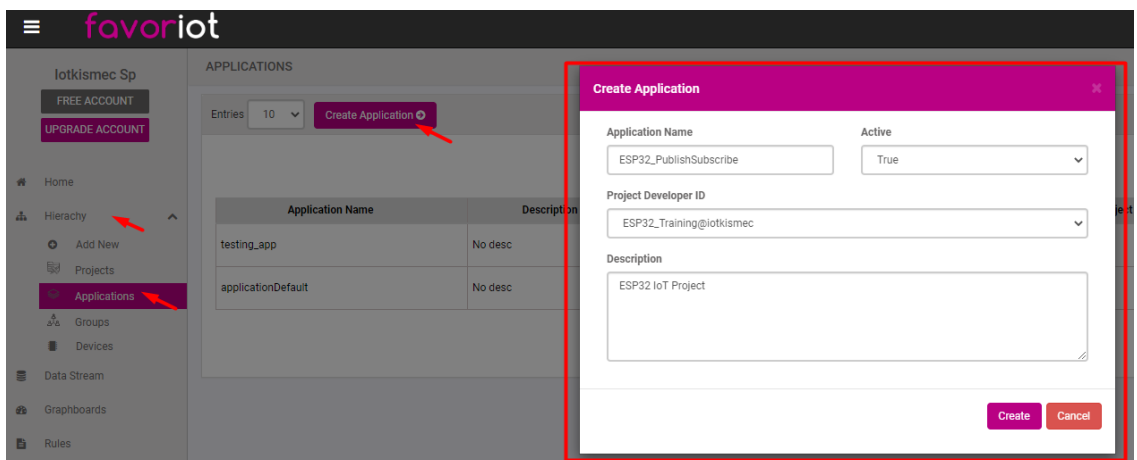 favoriot
Iotkismec Sp
FREE ACCOUNT
UPGRADE ACCOUNT
Home
Hierachy
Add New
Projects
Applications
Groups
Devices
Data Stream
Graphboards
Rules
APPLICATIONS
Entries 10 Create Application
Application Name Description
testing_app No desc
applicationDefault No desc
Create Application
Application Name Active
ESP32_PublishSubscribe True
Project Developer ID
ESP32_Training@iotkismec
Description
ESP32 IoT Project
Create Cancel